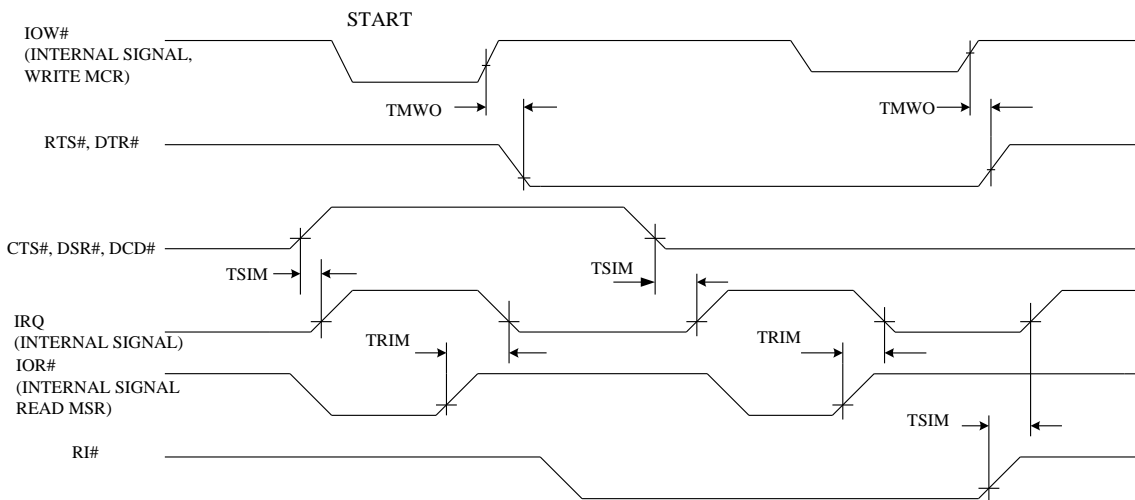 START
IOW#
(INTERNAL SIGNAL,
WRITE MCR)
TMWO
TMWO
RTS#, DTR#
CTS#, DSR#, DCD#
TSIM
TSIM
IRQ
(INTERNAL SIGNAL)
TRIM
TRIM
IOR#
(INTERNAL SIGNAL
READ MSR)
TSIM
RI#